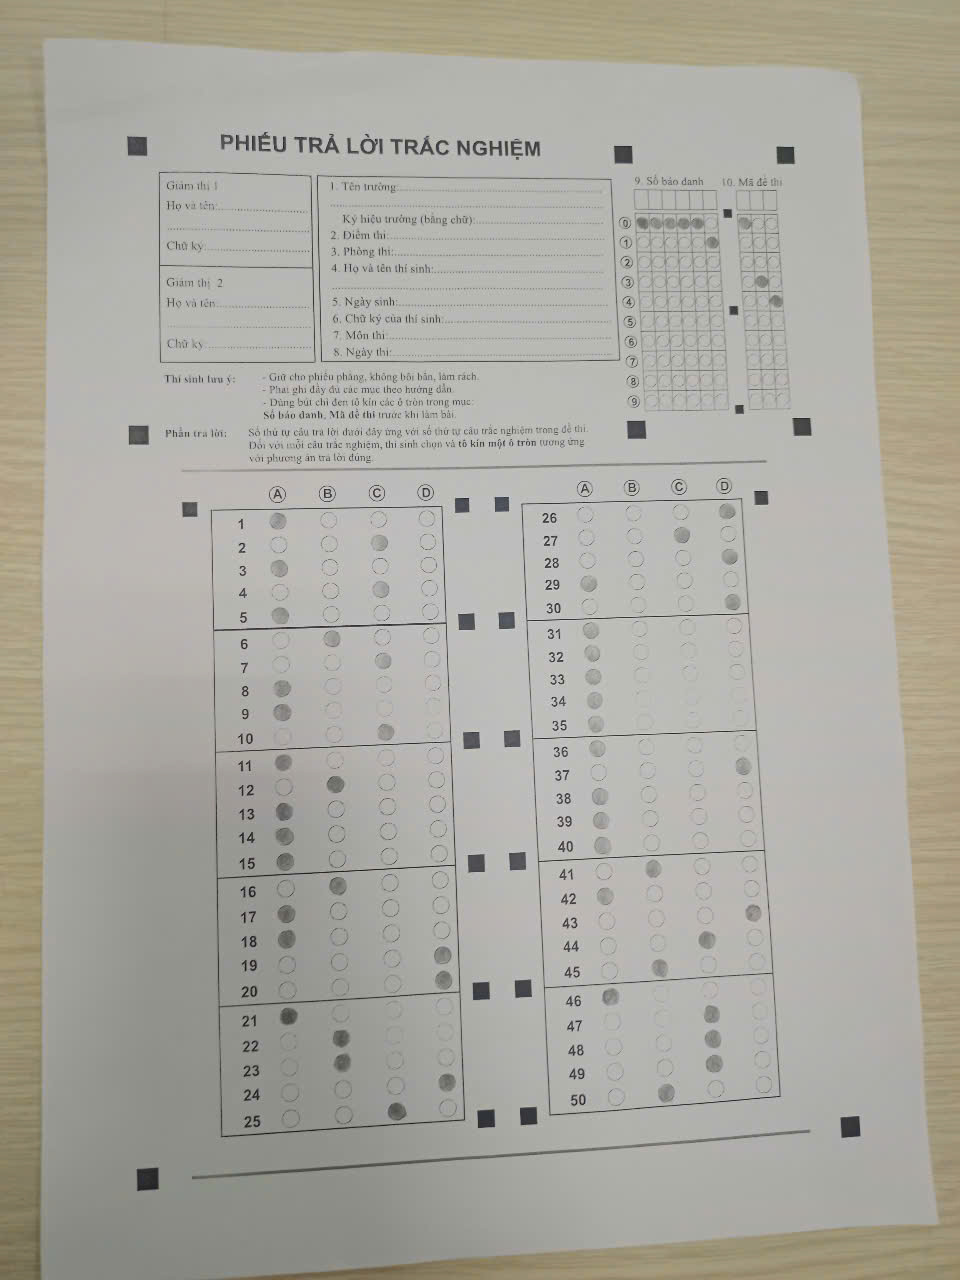 PHIẾU TRẢ LỜI TRẮC NGHIỆM
Giám thị 1
Họ và tên:
Chữ ký:
Giám thị 2
Họ và tên:
Chữ ký:
1. Tên trường:
Ký hiệu trường (bằng chữ):
2. Điểm thi:
3. Phòng thi:
4. Họ và tên thí sinh:
5. Ngày sinh:
6. Chữ ký của thí sinh:
7. Môn thi:
8. Ngày thi:
9. Số báo danh 10. Mã đề thi
0
1
2
3
4
5
6
7
8
9
Thí sinh lưu ý: - Giữ cho phiếu phẳng, không bôi bẩn, làm rách.
- Phải ghi đầy đủ các mục theo hướng dẫn.
- Dùng bút chì đen tô kín các ô tròn trong mục:
Số báo danh, Mã đề thi trước khi làm bài.
Phần trả lời: Số thứ tự câu trả lời dưới đây ứng với số thứ tự câu trắc nghiệm trong đề thi.
Đối với mỗi câu trắc nghiệm, thí sinh chọn và tô kín một ô tròn tương ứng
với phương án trả lời đúng.
A B C D
1
2
3
4
5
6
7
8
9
10
11
12
13
14
15
16
17
18
19
20
21
22
23
24
25
A B C D
26
27
28
29
30
31
32
33
34
35
36
37
38
39
40
41
42
43
44
45
46
47
48
49
50